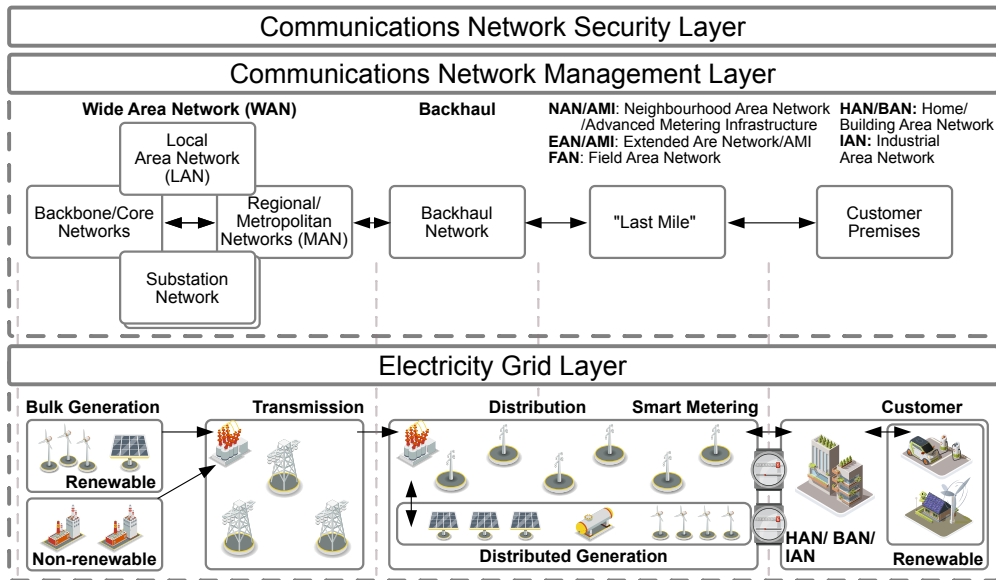 Communications Network Security Layer
Communications Network Management Layer
Wide Area Network (WAN)
Backhaul
NAN/AMI: Neighbourhood Area Network
/Advanced Metering Infrastructure
EAN/AMI: Extended Are Network/AMI
FAN: Field Area Network
HAN/BAN: Home/
Building Area Network
IAN: Industrial
Area Network
Local
Area Network
(LAN)
Backbone/Core
Networks
Regional/
Metropolitan
Networks (MAN)
Backhaul
Network
"Last Mile"
Customer
Premises
Substation
Network
Electricity Grid Layer
Bulk Generation
Transmission
Distribution
Smart Metering
Customer
Renewable
Non-renewable
Distributed Generation
HAN/ BAN/
IAN
Renewable